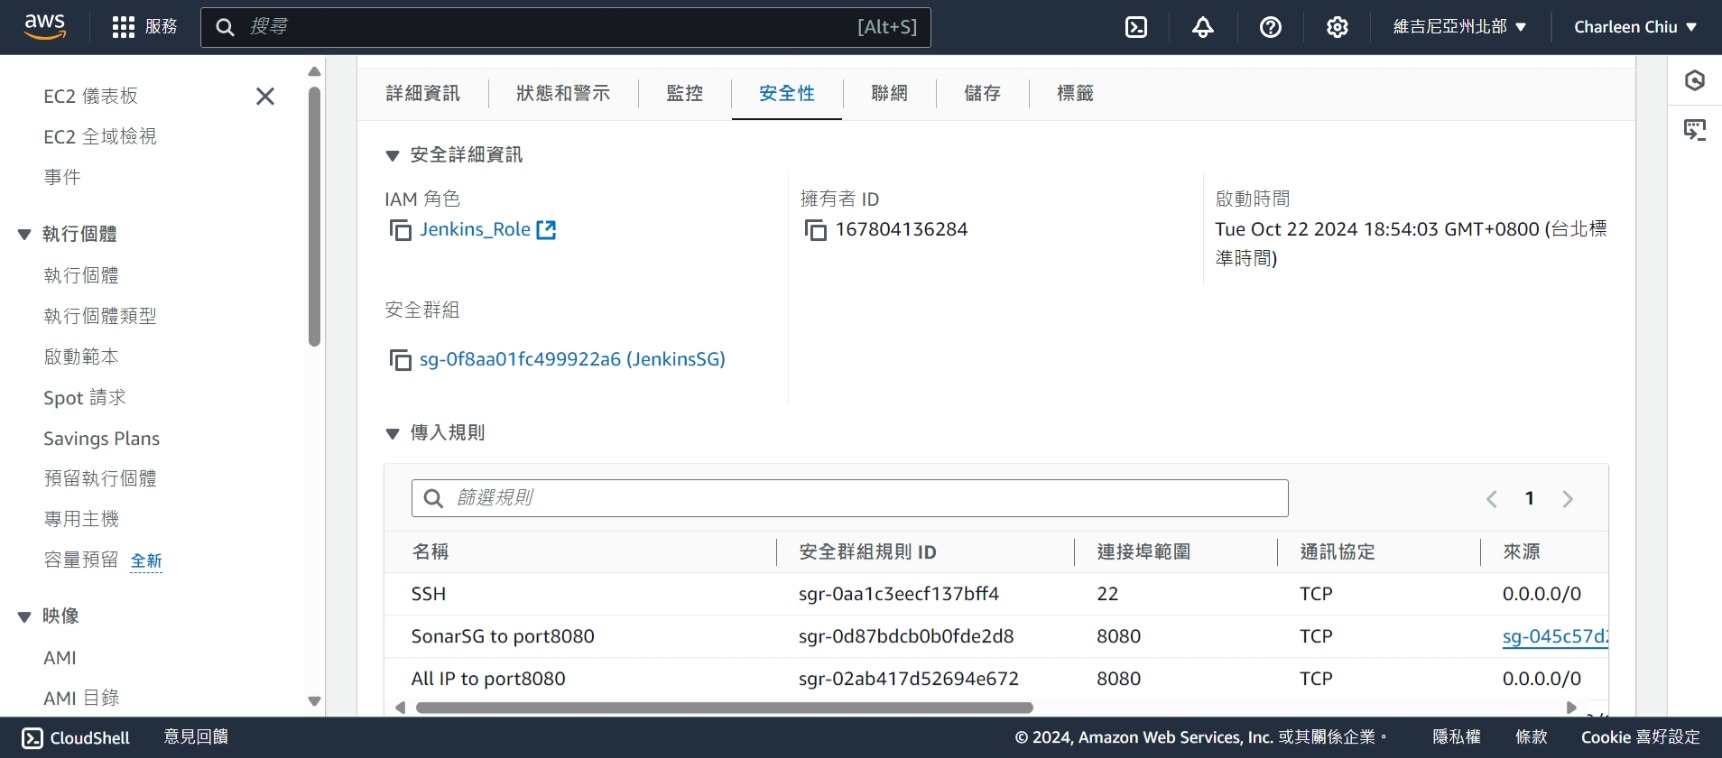 aws
服務
搜尋
[Alt+S]
維吉尼亞州北部
Charleen Chiu
EC2 儀表板
EC2 全域檢視
事件
執行個體
執行個體
執行個體類型
啟動範本
Spot 請求
Savings Plans
預留執行個體
專用主機
容量預留 全新
映像
AMI
AMI 目錄
詳細資訊
狀態和警示
監控
安全性
聯網
儲存
標籤
安全詳細資訊
IAM 角色
Jenkins_Role
擁有者 ID
167804136284
啟動時間
Tue Oct 22 2024 18:54:03 GMT+0800 (台北標
準時間)
安全群組
sg-0f8aa01fc499922a6 (JenkinsSG)
傳入規則
篩選規則
1
名稱 安全群組規則 ID 連接埠範圍 通訊協定 來源
SSH sgr-0aa1c3eecf137bff4 22 TCP 0.0.0.0/0
SonarSG to port8080 sgr-0d87bdcb0b0fde2d8 8080 TCP sg-045c57d2
All IP to port8080 sgr-02ab417d52694e672 8080 TCP 0.0.0.0/0
CloudShell
意見回饋
© 2024, Amazon Web Services, Inc. 或其關係企業。
隱私權
條款
Cookie 喜好設定